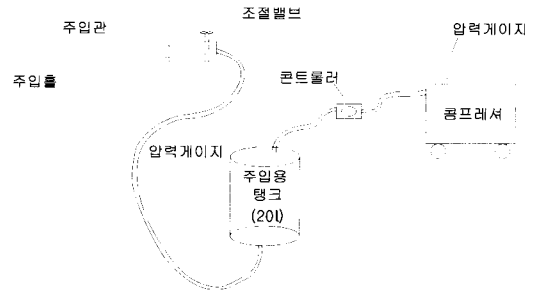 조절밸브
주입관
압력게이지
주입홀
콘트롤러
콤프레셔
압력게이지
주입용
탱크
(20l)